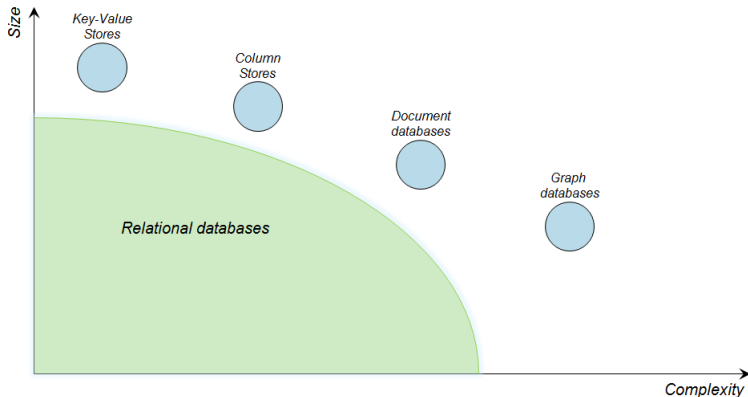 Size
Key-Value
Stores
Column
Stores
Document
databases
Graph
databases
Relational databases
Complexity